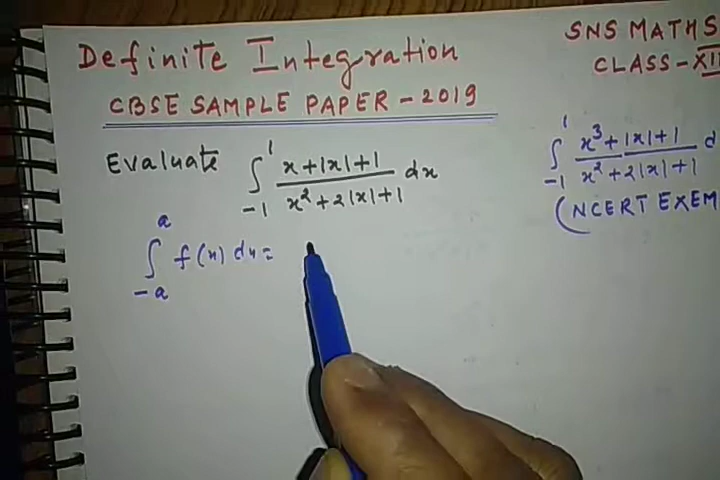 Definite Integration
CBSE SAMPLE PAPER - 2019
SNS MATHS
CLASS - XII
Evaluate ∫₋₁¹ (x+|x|+1)/(x²+2|x|+1) dx
∫₋₁¹ (x³+|x|+1)/(x²+2|x|+1) d
(NCERT EXEM
∫₋ₐᵃ f(x) dx =